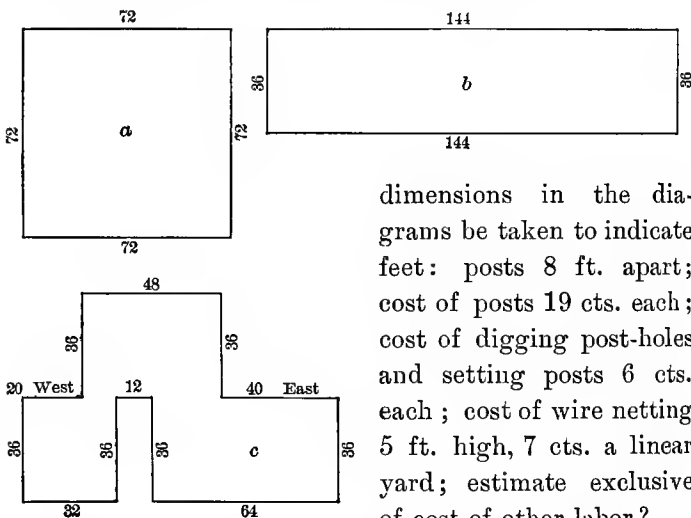 72
144
72
a
72
36
b
36
72
144
dimensions in the dia-
grams be taken to indicate
feet: posts 8 ft. apart;
cost of posts 19 cts. each;
cost of digging post-holes
and setting posts 6 cts.
each; cost of wire netting
5 ft. high, 7 cts. a linear
yard; estimate exclusive
of cost of other labor?
48
36
36
20 West
12
40 East
36
36
36
c
36
32
64